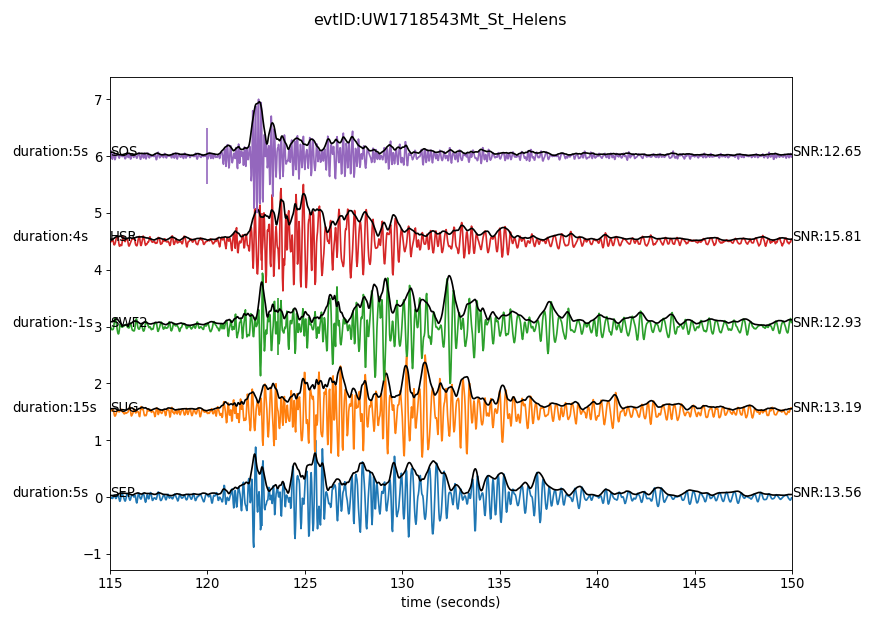 evtID:UW1718543Mt_St_Helens
7
duration:5s SOS SNR:12.65
6
5
duration:4s HSR SNR:15.81
4
duration:-1s SWF2 SNR:12.93
3
2
duration:15s SUG SNR:13.19
1
duration:5s SEP SNR:13.56
0
−1
115 120 125 130 135 140 145 150
time (seconds)